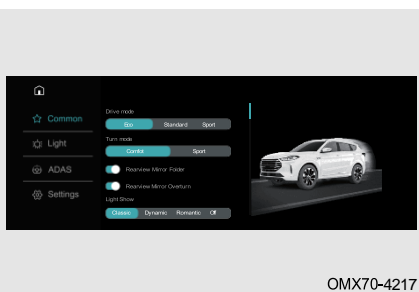 Common
Light
ADAS
Settings
Drive mode
Eco Standard Sport
Turn mode
Comfot Sport
Rearview Mirror Folder
Rearview Mirror Overturn
Light Show
Classic Dynamic Romantic Off
OMX70-4217